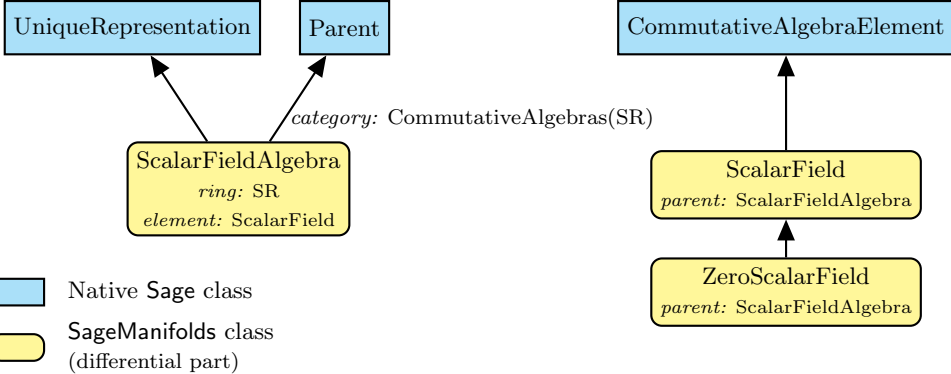 UniqueRepresentation
Parent
CommutativeAlgebraElement
category: CommutativeAlgebras(SR)
ScalarFieldAlgebra
ring: SR
element: ScalarField
ScalarField
parent: ScalarFieldAlgebra
ZeroScalarField
parent: ScalarFieldAlgebra
Native Sage class
SageManifolds class
(differential part)